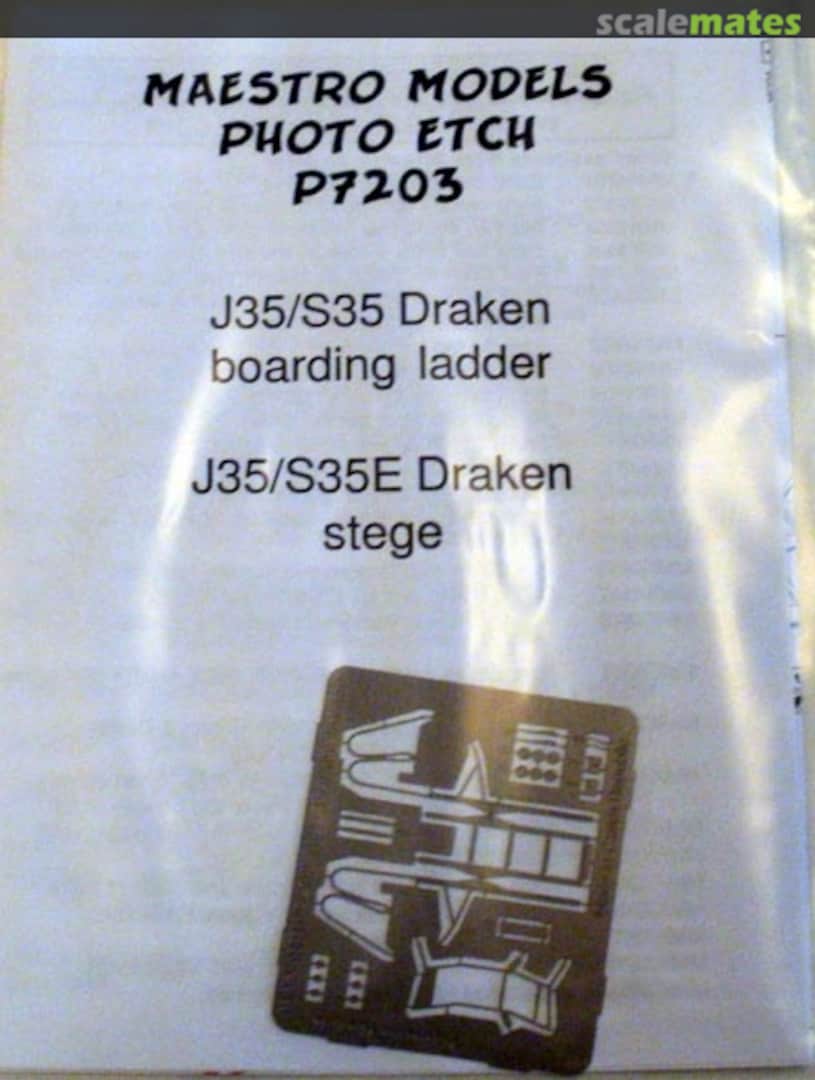 scalemates
MAESTRO MODELS
PHOTO ETCH
P7203
J35/S35 Draken
boarding ladder
J35/S35E Draken
stege